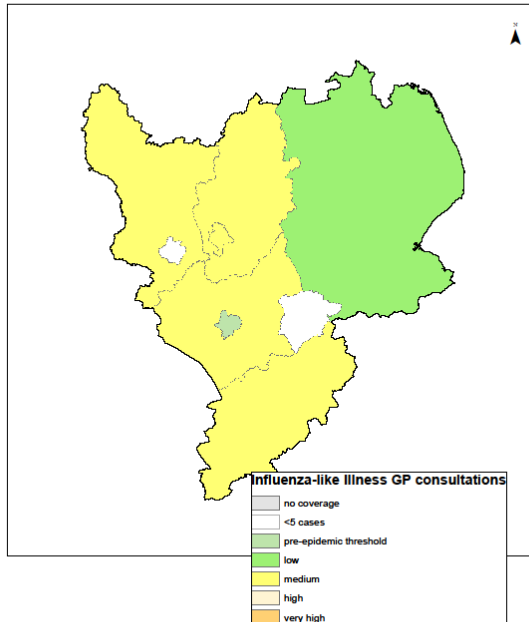 N
Influenza-like Illness GP consultations
no coverage
<5 cases
pre-epidemic threshold
low
medium
high
very high